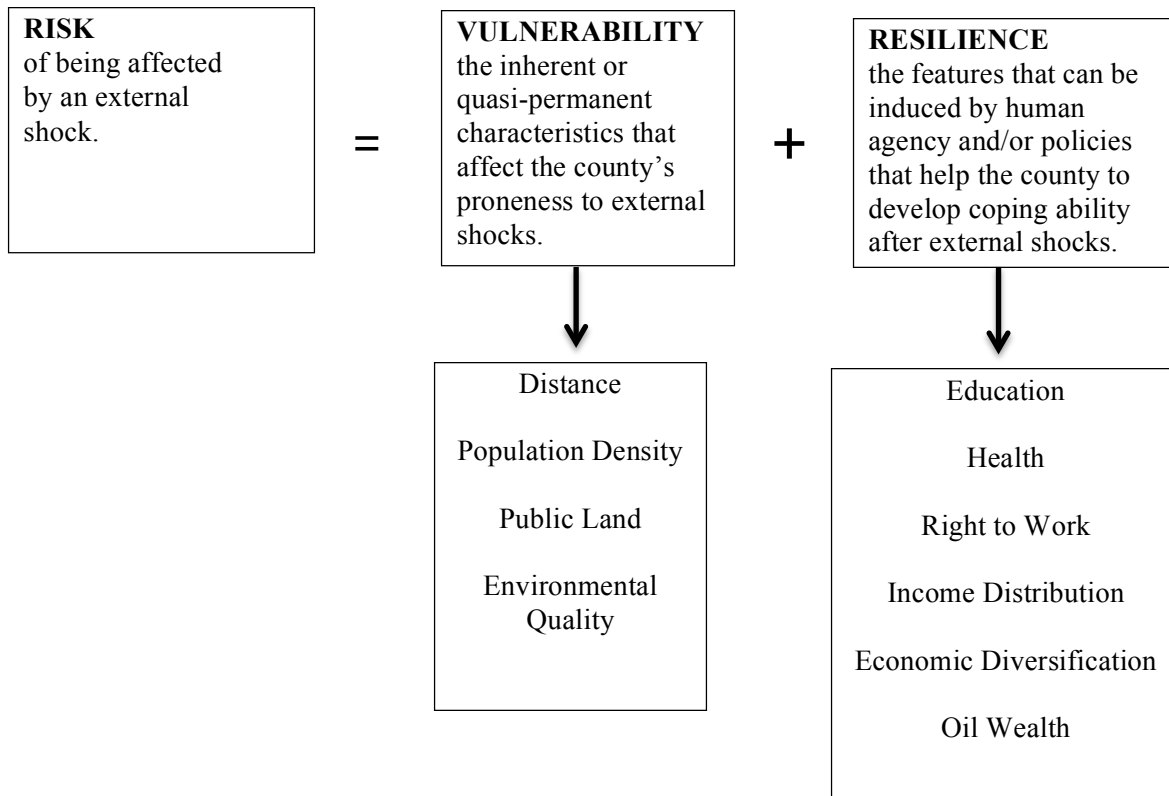 RISK
of being affected
by an external
shock.
=
VULNERABILITY
the inherent or
quasi-permanent
characteristics that
affect the county’s
proneness to external
shocks.
+
RESILIENCE
the features that can be
induced by human
agency and/or policies
that help the county to
develop coping ability
after external shocks.
Distance
Population Density
Public Land
Environmental
Quality
Education
Health
Right to Work
Income Distribution
Economic Diversification
Oil Wealth